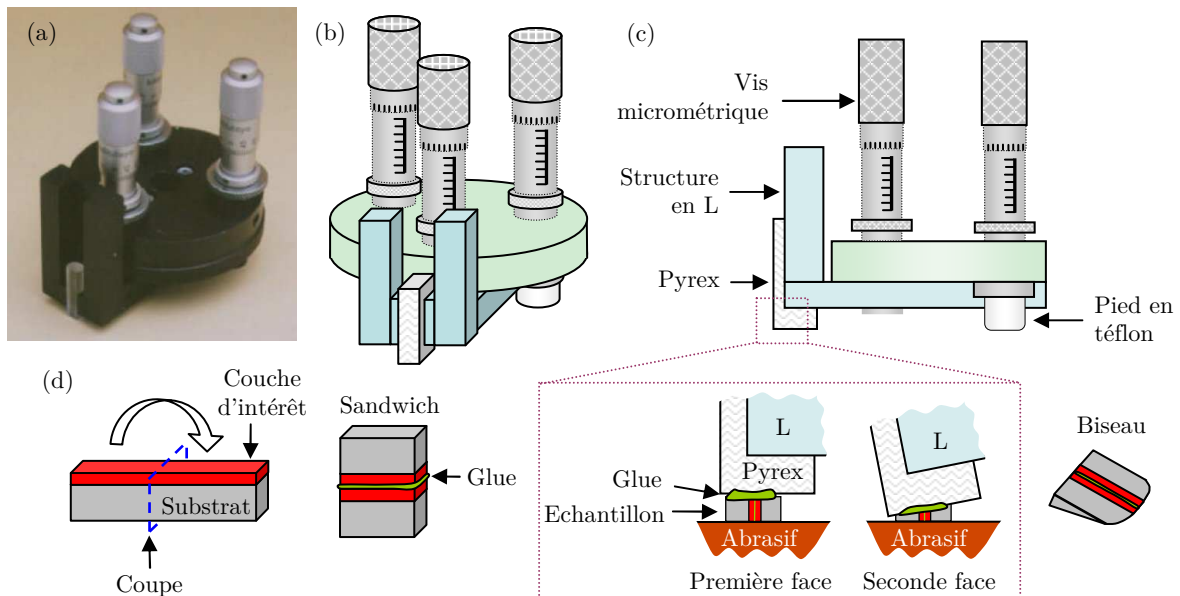 (a)
(b)
(c)
Vis
micrométrique
Structure
en L
Pyrex
Pied en
téflon
(d)
Couche
d'intérêt
Substrat
Coupe
Sandwich
Glue
L
Pyrex
Glue
Echantillon
Abrasif
Première face
L
Abrasif
Seconde face
Biseau